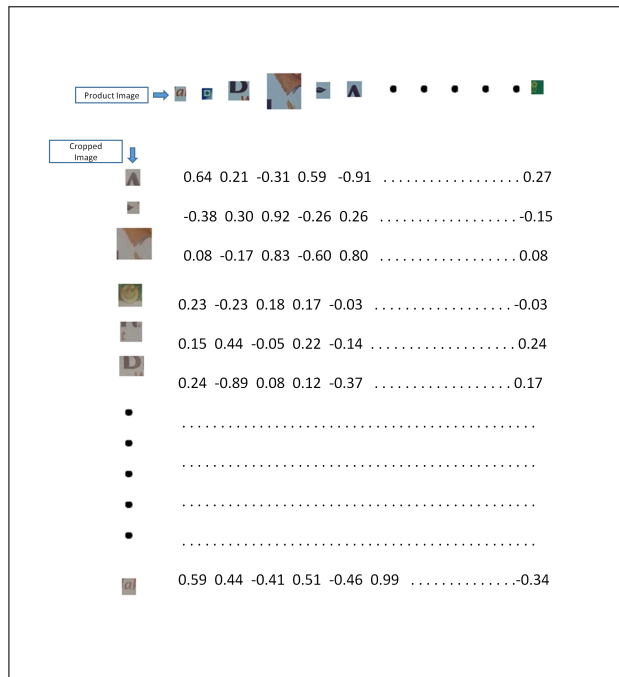 Product Image
Cropped
Image
0.64 0.21 -0.31 0.59 -0.91 . . . . . . . . . . . . . . . . . . 0.27
-0.38 0.30 0.92 -0.26 0.26 . . . . . . . . . . . . . . . . . . -0.15
0.08 -0.17 0.83 -0.60 0.80 . . . . . . . . . . . . . . . . . . 0.08
0.23 -0.23 0.18 0.17 -0.03 . . . . . . . . . . . . . . . . . . -0.03
0.15 0.44 -0.05 0.22 -0.14 . . . . . . . . . . . . . . . . . . . 0.24
0.24 -0.89 0.08 0.12 -0.37 . . . . . . . . . . . . . . . . . . 0.17
0.59 0.44 -0.41 0.51 -0.46 0.99 . . . . . . . . . . . . . . -0.34